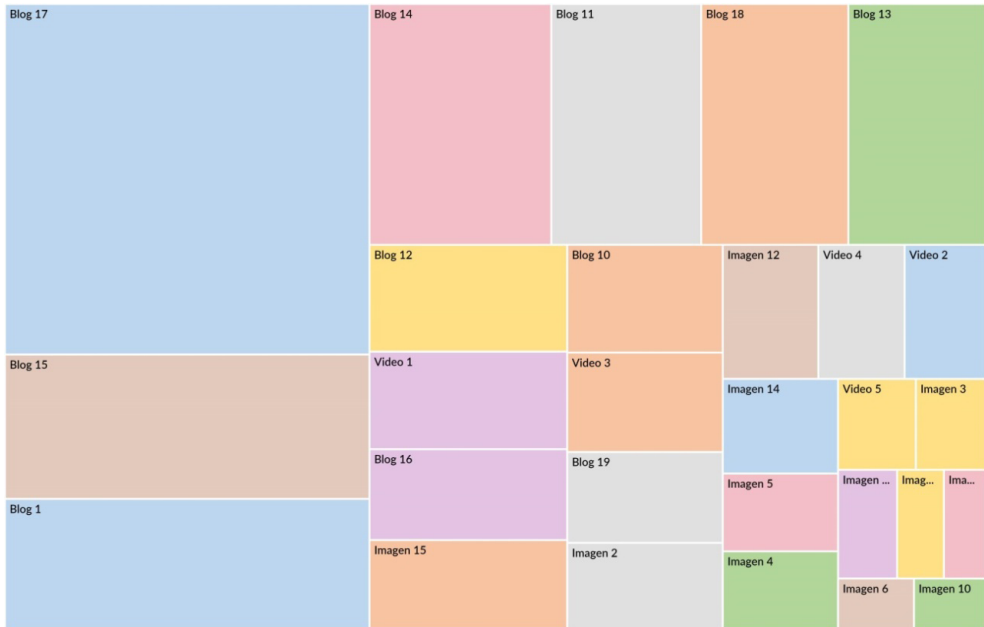 Blog 17
Blog 14
Blog 11
Blog 18
Blog 13
Blog 12
Blog 10
Imagen 12
Video 4
Video 2
Blog 15
Video 1
Video 3
Imagen 14
Video 5
Imagen 3
Blog 16
Blog 19
Imagen 5
Imagen ...
Imag...
Ima...
Blog 1
Imagen 15
Imagen 2
Imagen 4
Imagen 6
Imagen 10